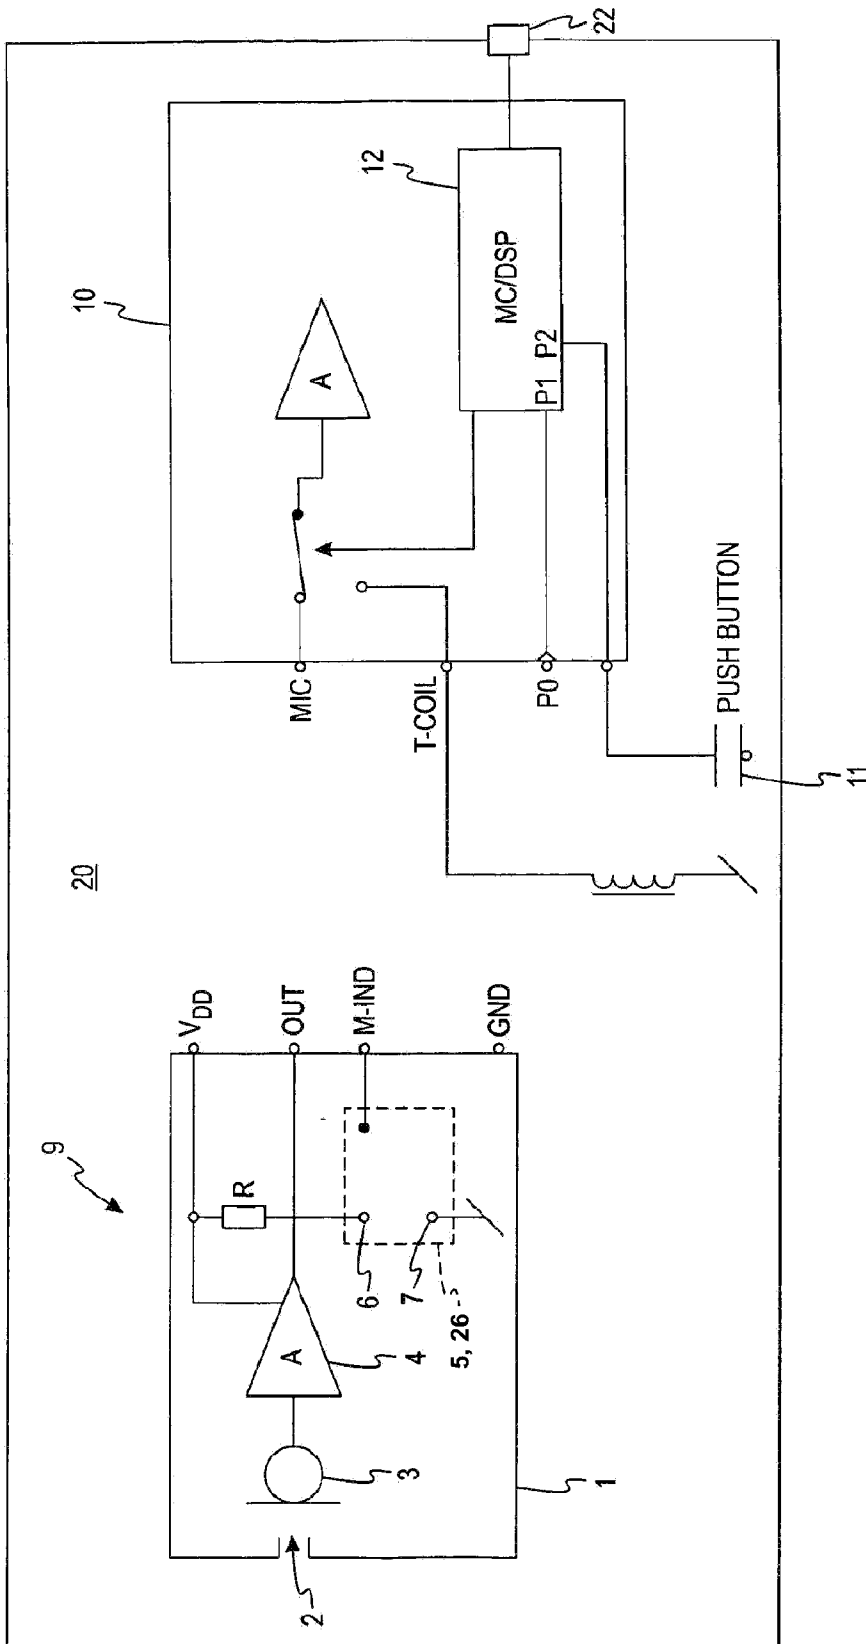 9
20
10
22
VDD
OUT
M-IND
GND
R
A
4
3
2
1
6
7
5, 26
MIC
T-COIL
P0
A
12
MC/DSP
P1 P2
PUSH BUTTON
11